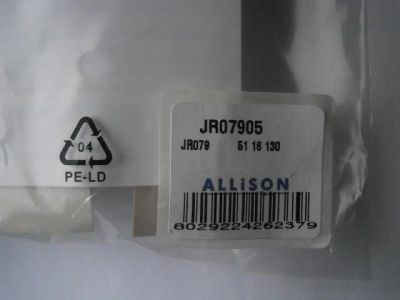 JR07905
JR079 51 16 130
ALLiSON
8029224262379
04
PE-LD